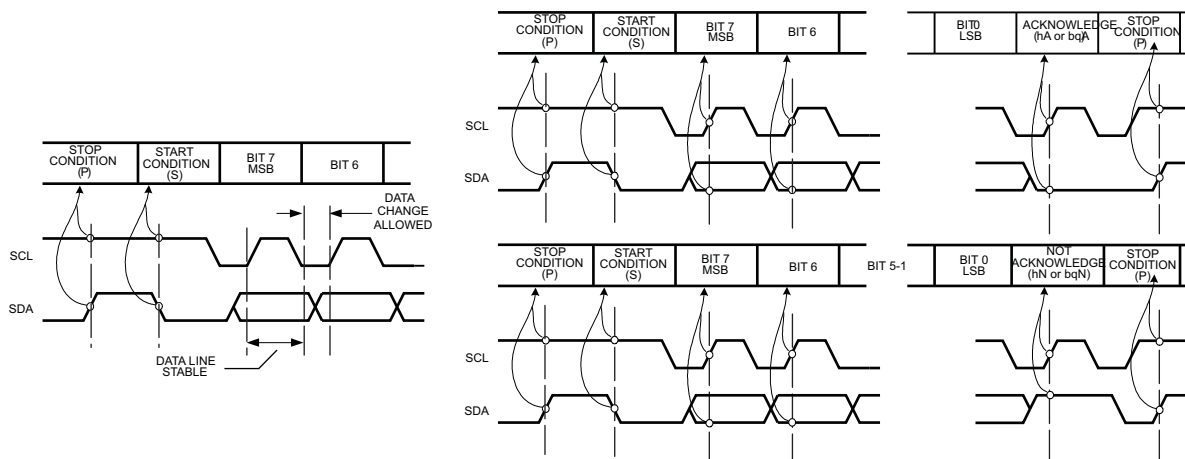 STOP
CONDITION
(P)
START
CONDITION
(S)
BIT 7
MSB
BIT 6
DATA
CHANGE
ALLOWED
SCL
SDA
DATA LINE
STABLE
STOP
CONDITION
(P)
START
CONDITION
(S)
BIT 7
MSB
BIT 6
BIT0
LSB
ACKNOWLEDGE
(hA or bqA)
STOP
CONDITION
(P)
SCL
SDA
STOP
CONDITION
(P)
START
CONDITION
(S)
BIT 7
MSB
BIT 6
BIT 5-1
BIT 0
LSB
NOT
ACKNOWLEDGE
(hN or bqN)
STOP
CONDITION
(P)
SCL
SDA